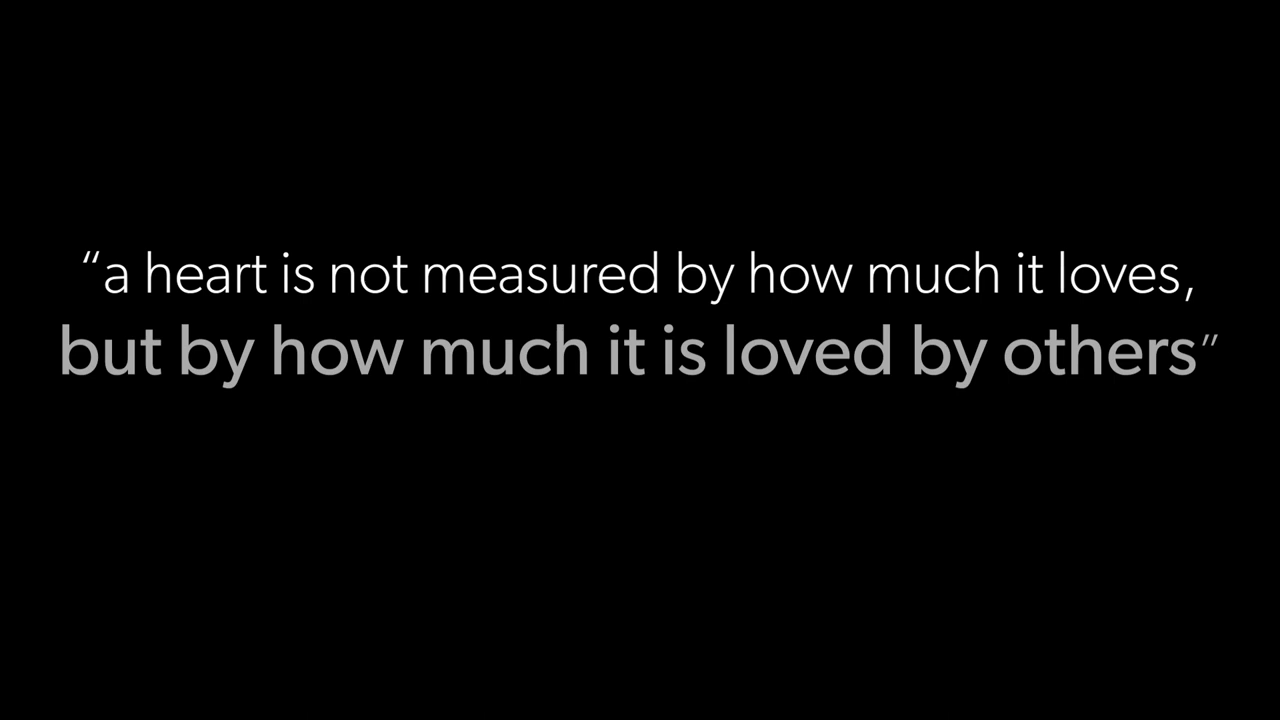 “a heart is not measured by how much it loves,
but by how much it is loved by others”